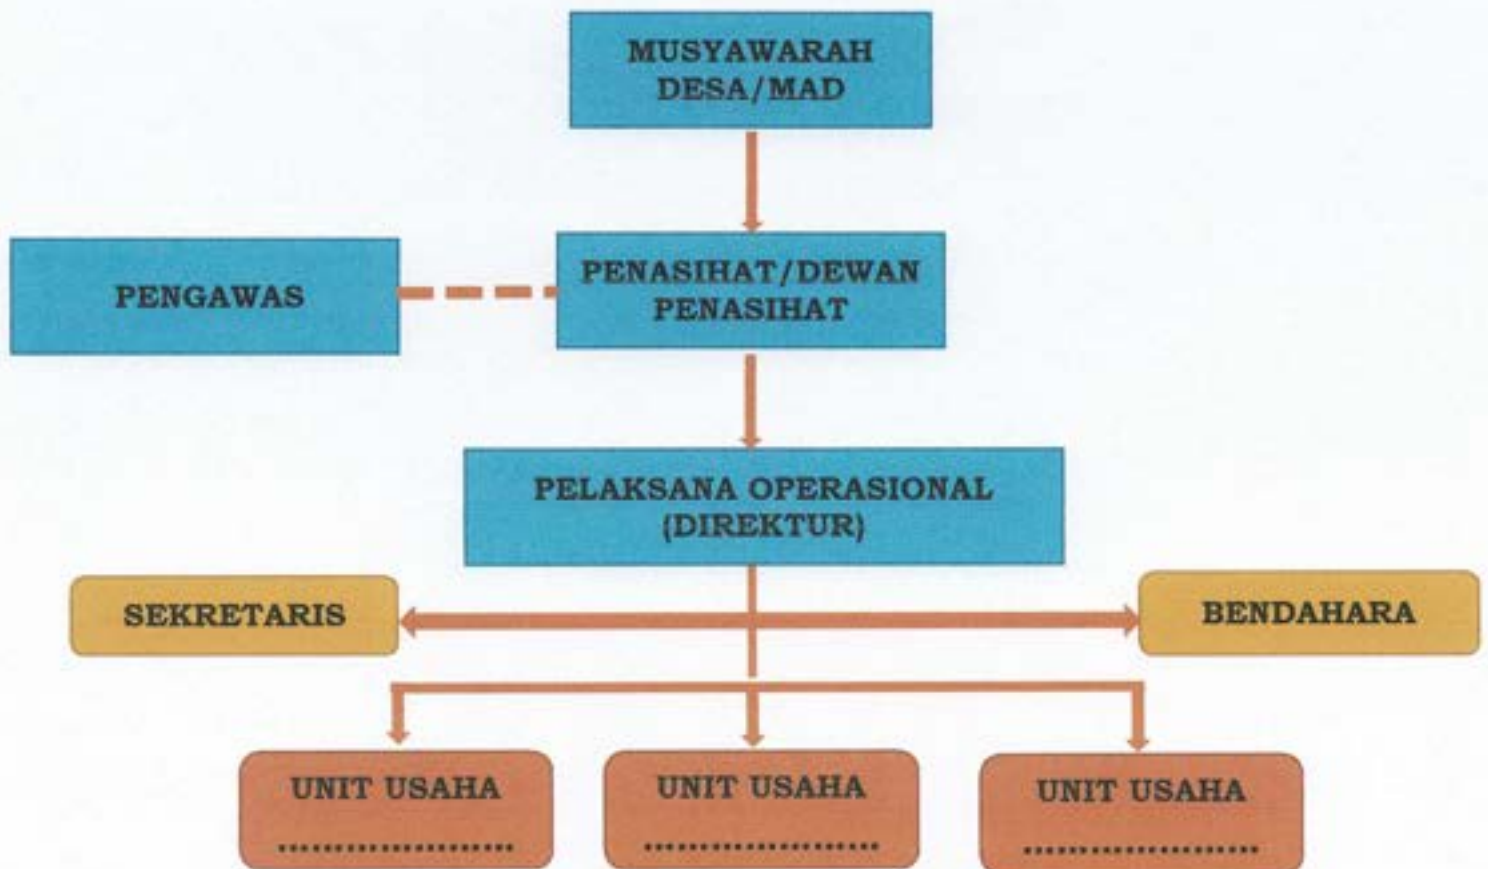 MUSYAWARAH
DESA/MAD
PENGAWAS
PENASIHAT/DEWAN
PENASIHAT
PELAKSANA OPERASIONAL
(DIREKTUR)
SEKRETARIS
BENDAHARA
UNIT USAHA
......................
UNIT USAHA
......................
UNIT USAHA
......................